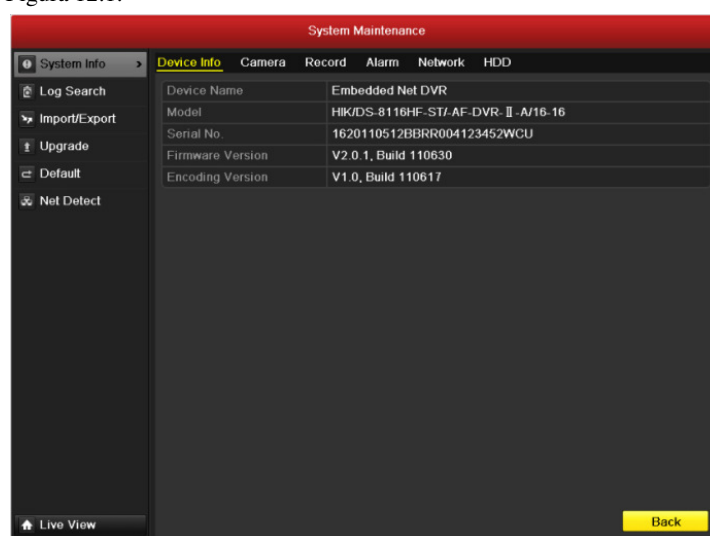 System Maintenance
System Info
Device Info Camera Record Alarm Network HDD
Log Search
Import/Export
Upgrade
Default
Net Detect
Device Name Embedded Net DVR
Model HIK/DS-8116HF-ST/-AF-DVR-Ⅱ-A/16-16
Serial No. 1620110512BBRR004123452WCU
Firmware Version V2.0.1, Build 110630
Encoding Version V1.0, Build 110617
Live View
Back